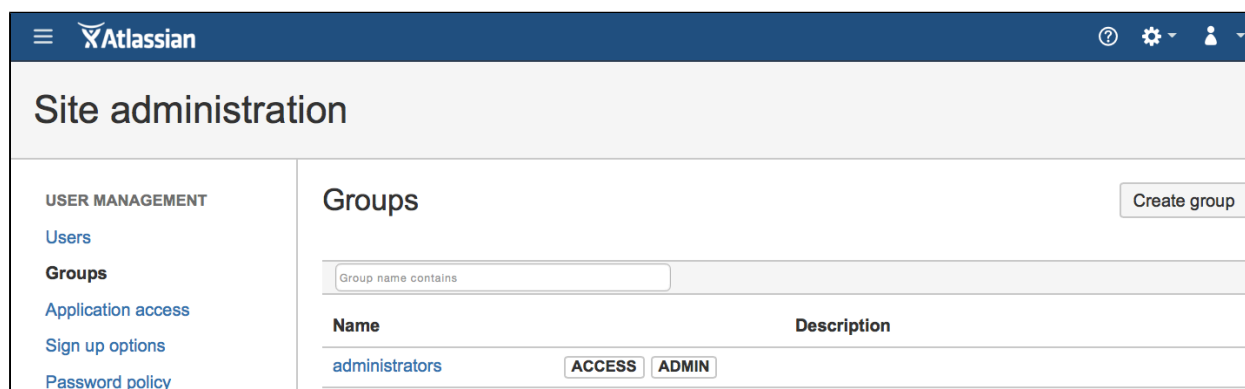 Atlassian
Site administration
USER MANAGEMENT
Users
Groups
Application access
Sign up options
Password policy
Groups
Create group
Group name contains
Name Description
administrators ACCESS ADMIN